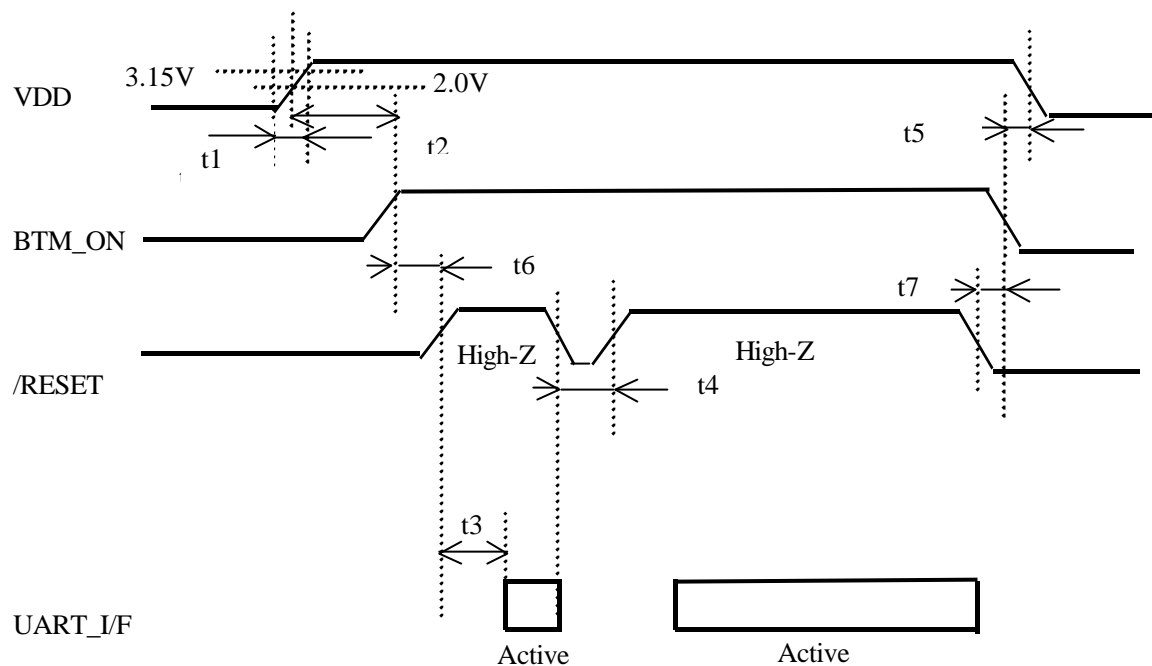 3.15V
2.0V
VDD
t1
t2
t5
BTM_ON
t6
t7
High-Z
High-Z
/RESET
t4
t3
UART_I/F
Active
Active